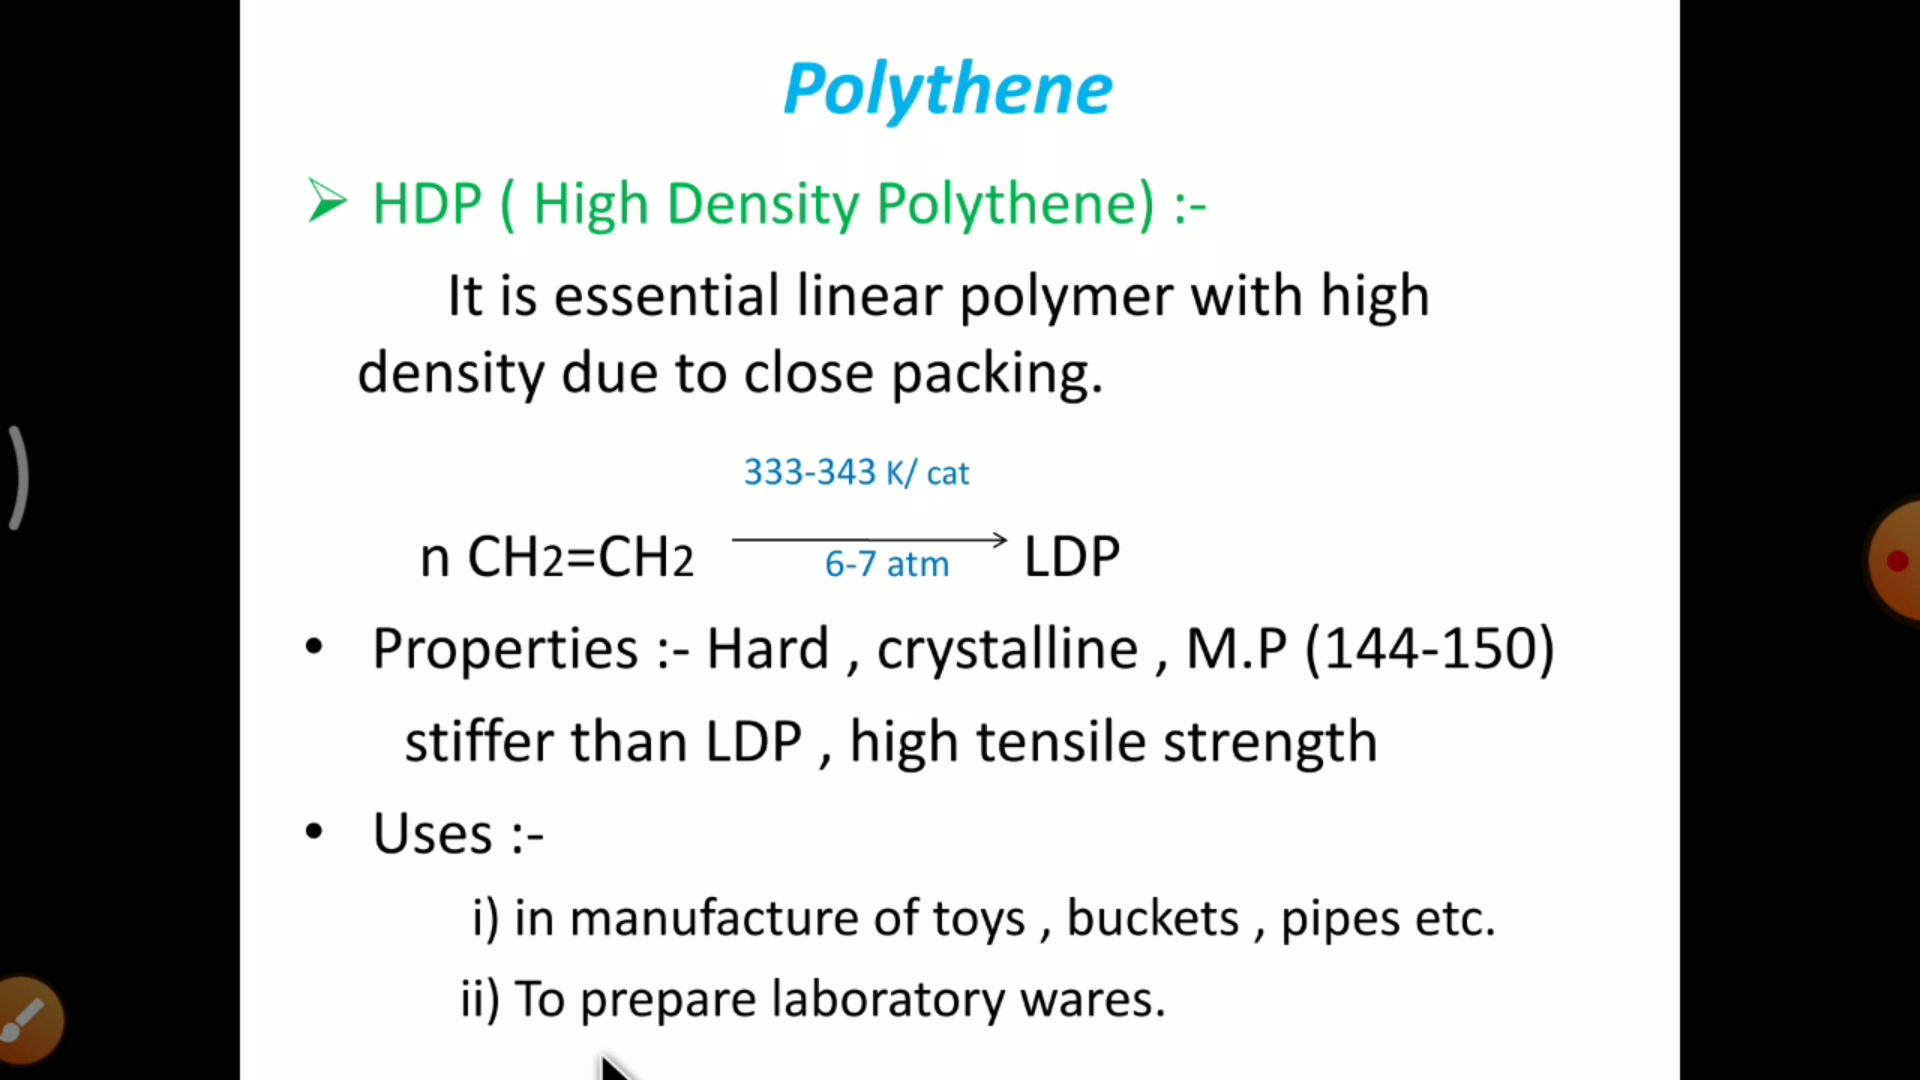 Polythene
HDP ( High Density Polythene) :-
It is essential linear polymer with high
density due to close packing.
333-343 K/ cat
n CH2=CH2 LDP
6-7 atm
• Properties :- Hard , crystalline , M.P (144-150)
stiffer than LDP , high tensile strength
• Uses :-
i) in manufacture of toys , buckets , pipes etc.
ii) To prepare laboratory wares.